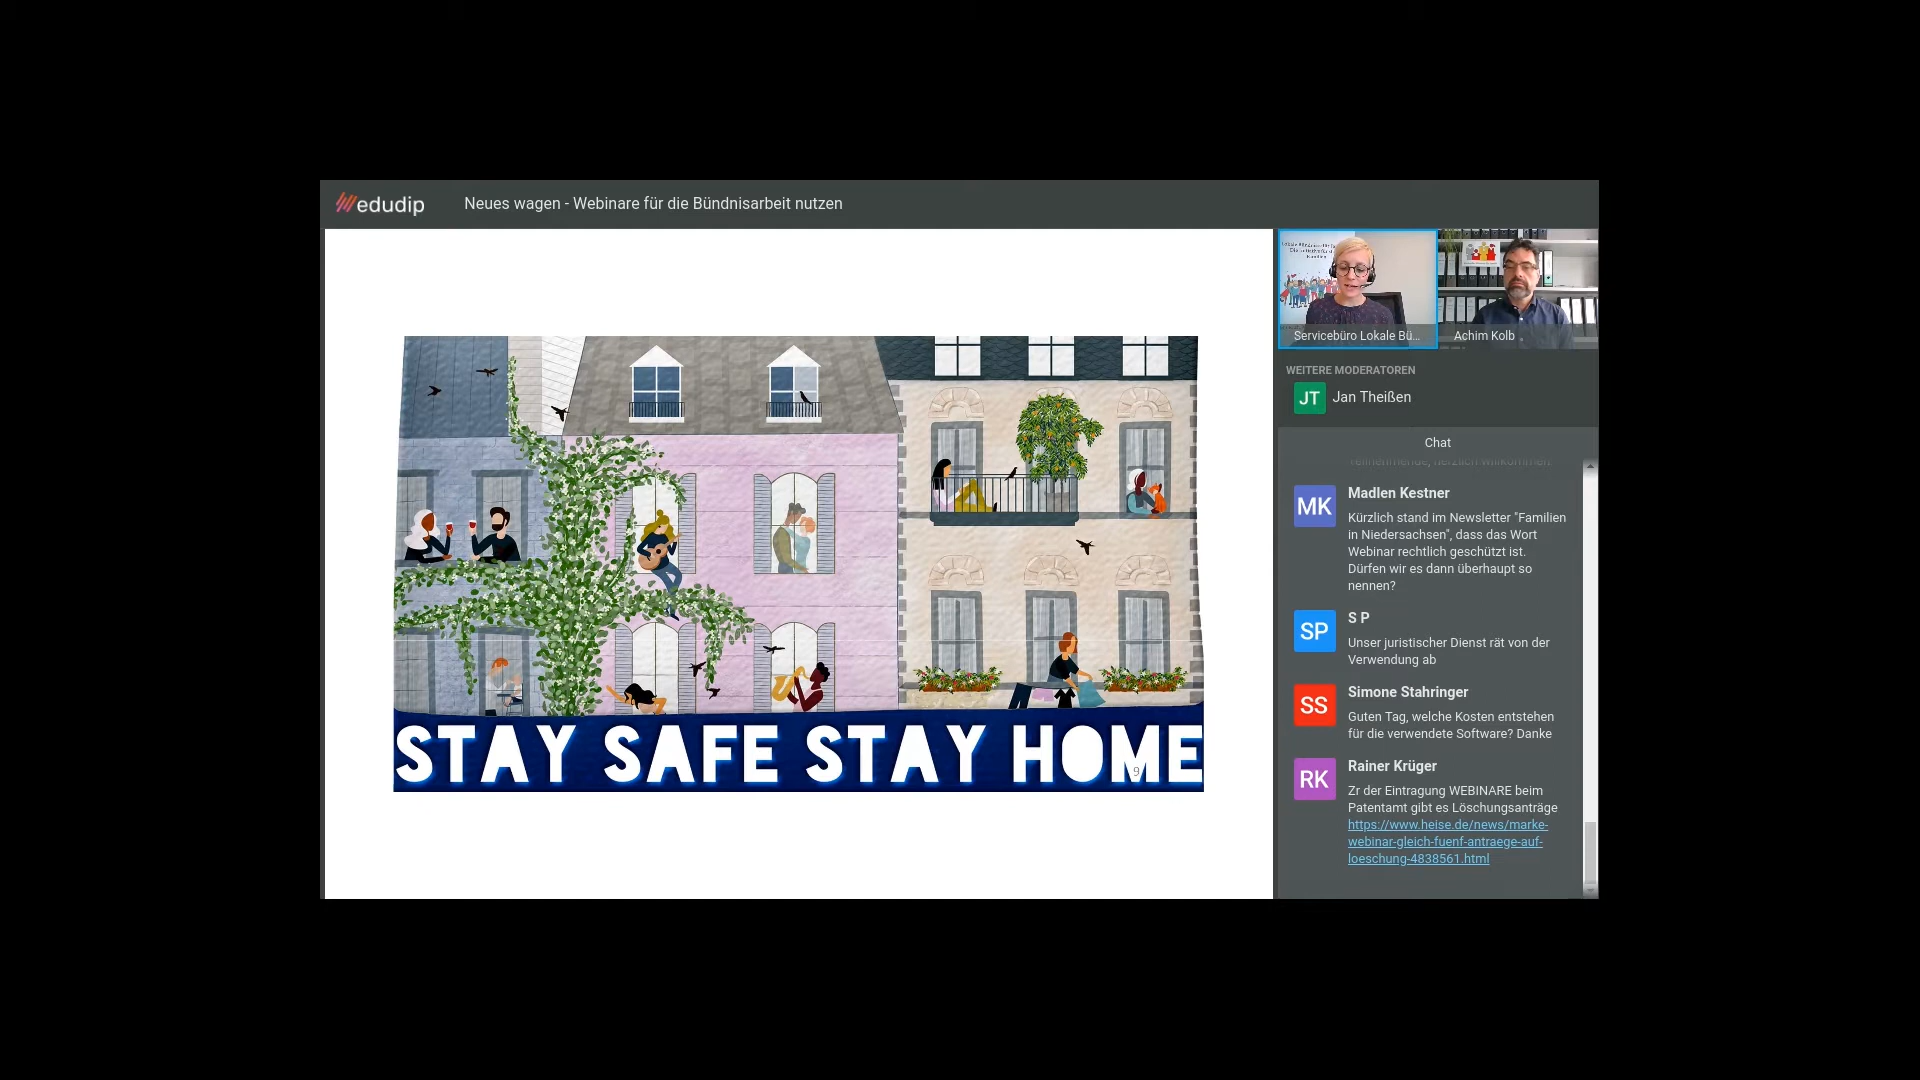 edudip
Neues wagen - Webinare für die Bündnisarbeit nutzen
Servicebüro Lokale Bü...
Achim Kolb
WEITERE MODERATOREN
JT
Jan Theißen
Chat
Teilnehmende, herzlich willkommen.
MK
Madlen Kestner
Kürzlich stand im Newsletter "Familien
in Niedersachsen", dass das Wort
Webinar rechtlich geschützt ist.
Dürfen wir es dann überhaupt so
nennen?
SP
S P
Unser juristischer Dienst rät von der
Verwendung ab
SS
Simone Stahringer
Guten Tag, welche Kosten entstehen
für die verwendete Software? Danke
RK
Rainer Krüger
Zr der Eintragung WEBINARE beim
Patentamt gibt es Löschungsanträge
https://www.heise.de/news/marke-
webinar-gleich-fuenf-antraege-auf-
loeschung-4838561.html
STAY SAFE STAY HOME
9